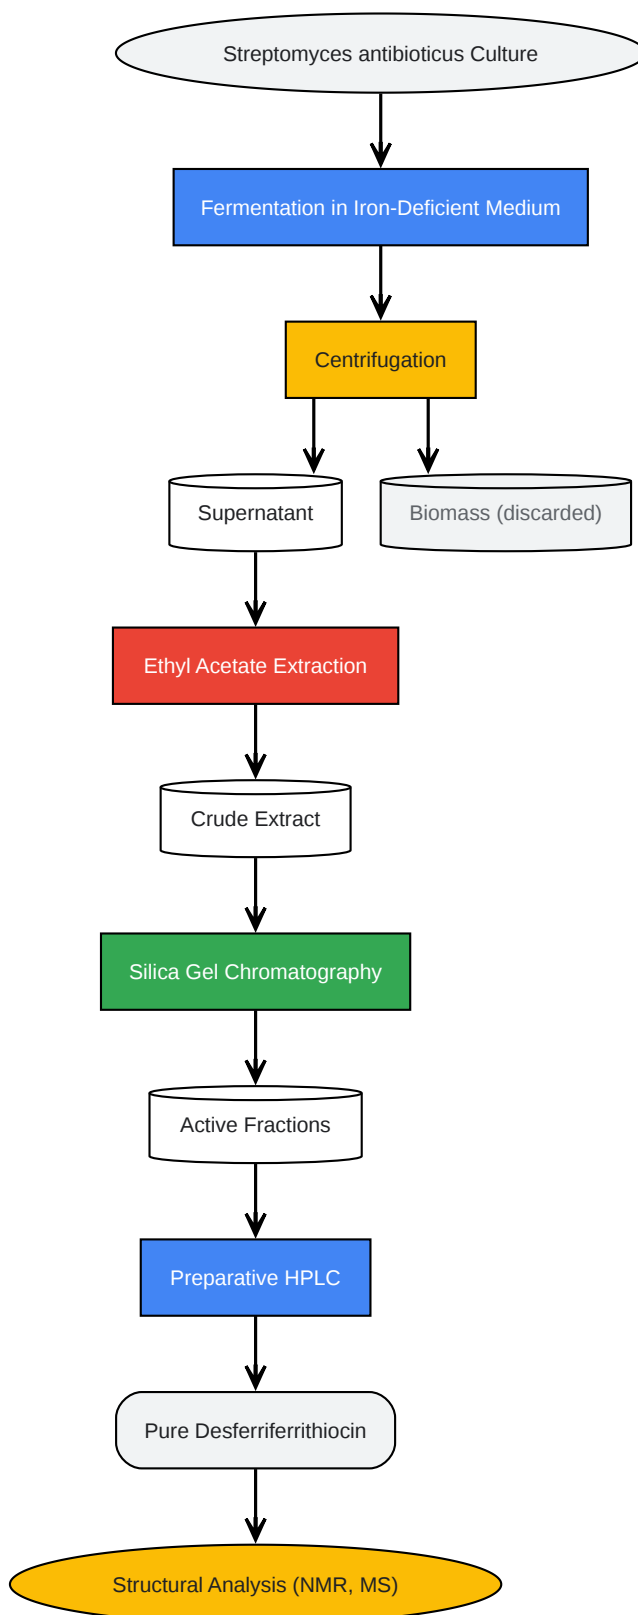 Streptomyces antibioticus Culture
Fermentation in Iron-Deficient Medium
Centrifugation
Supernatant
Biomass (discarded)
Ethyl Acetate Extraction
Crude Extract
Silica Gel Chromatography
Active Fractions
Preparative HPLC
Pure Desferriferrithiocin
Structural Analysis (NMR, MS)